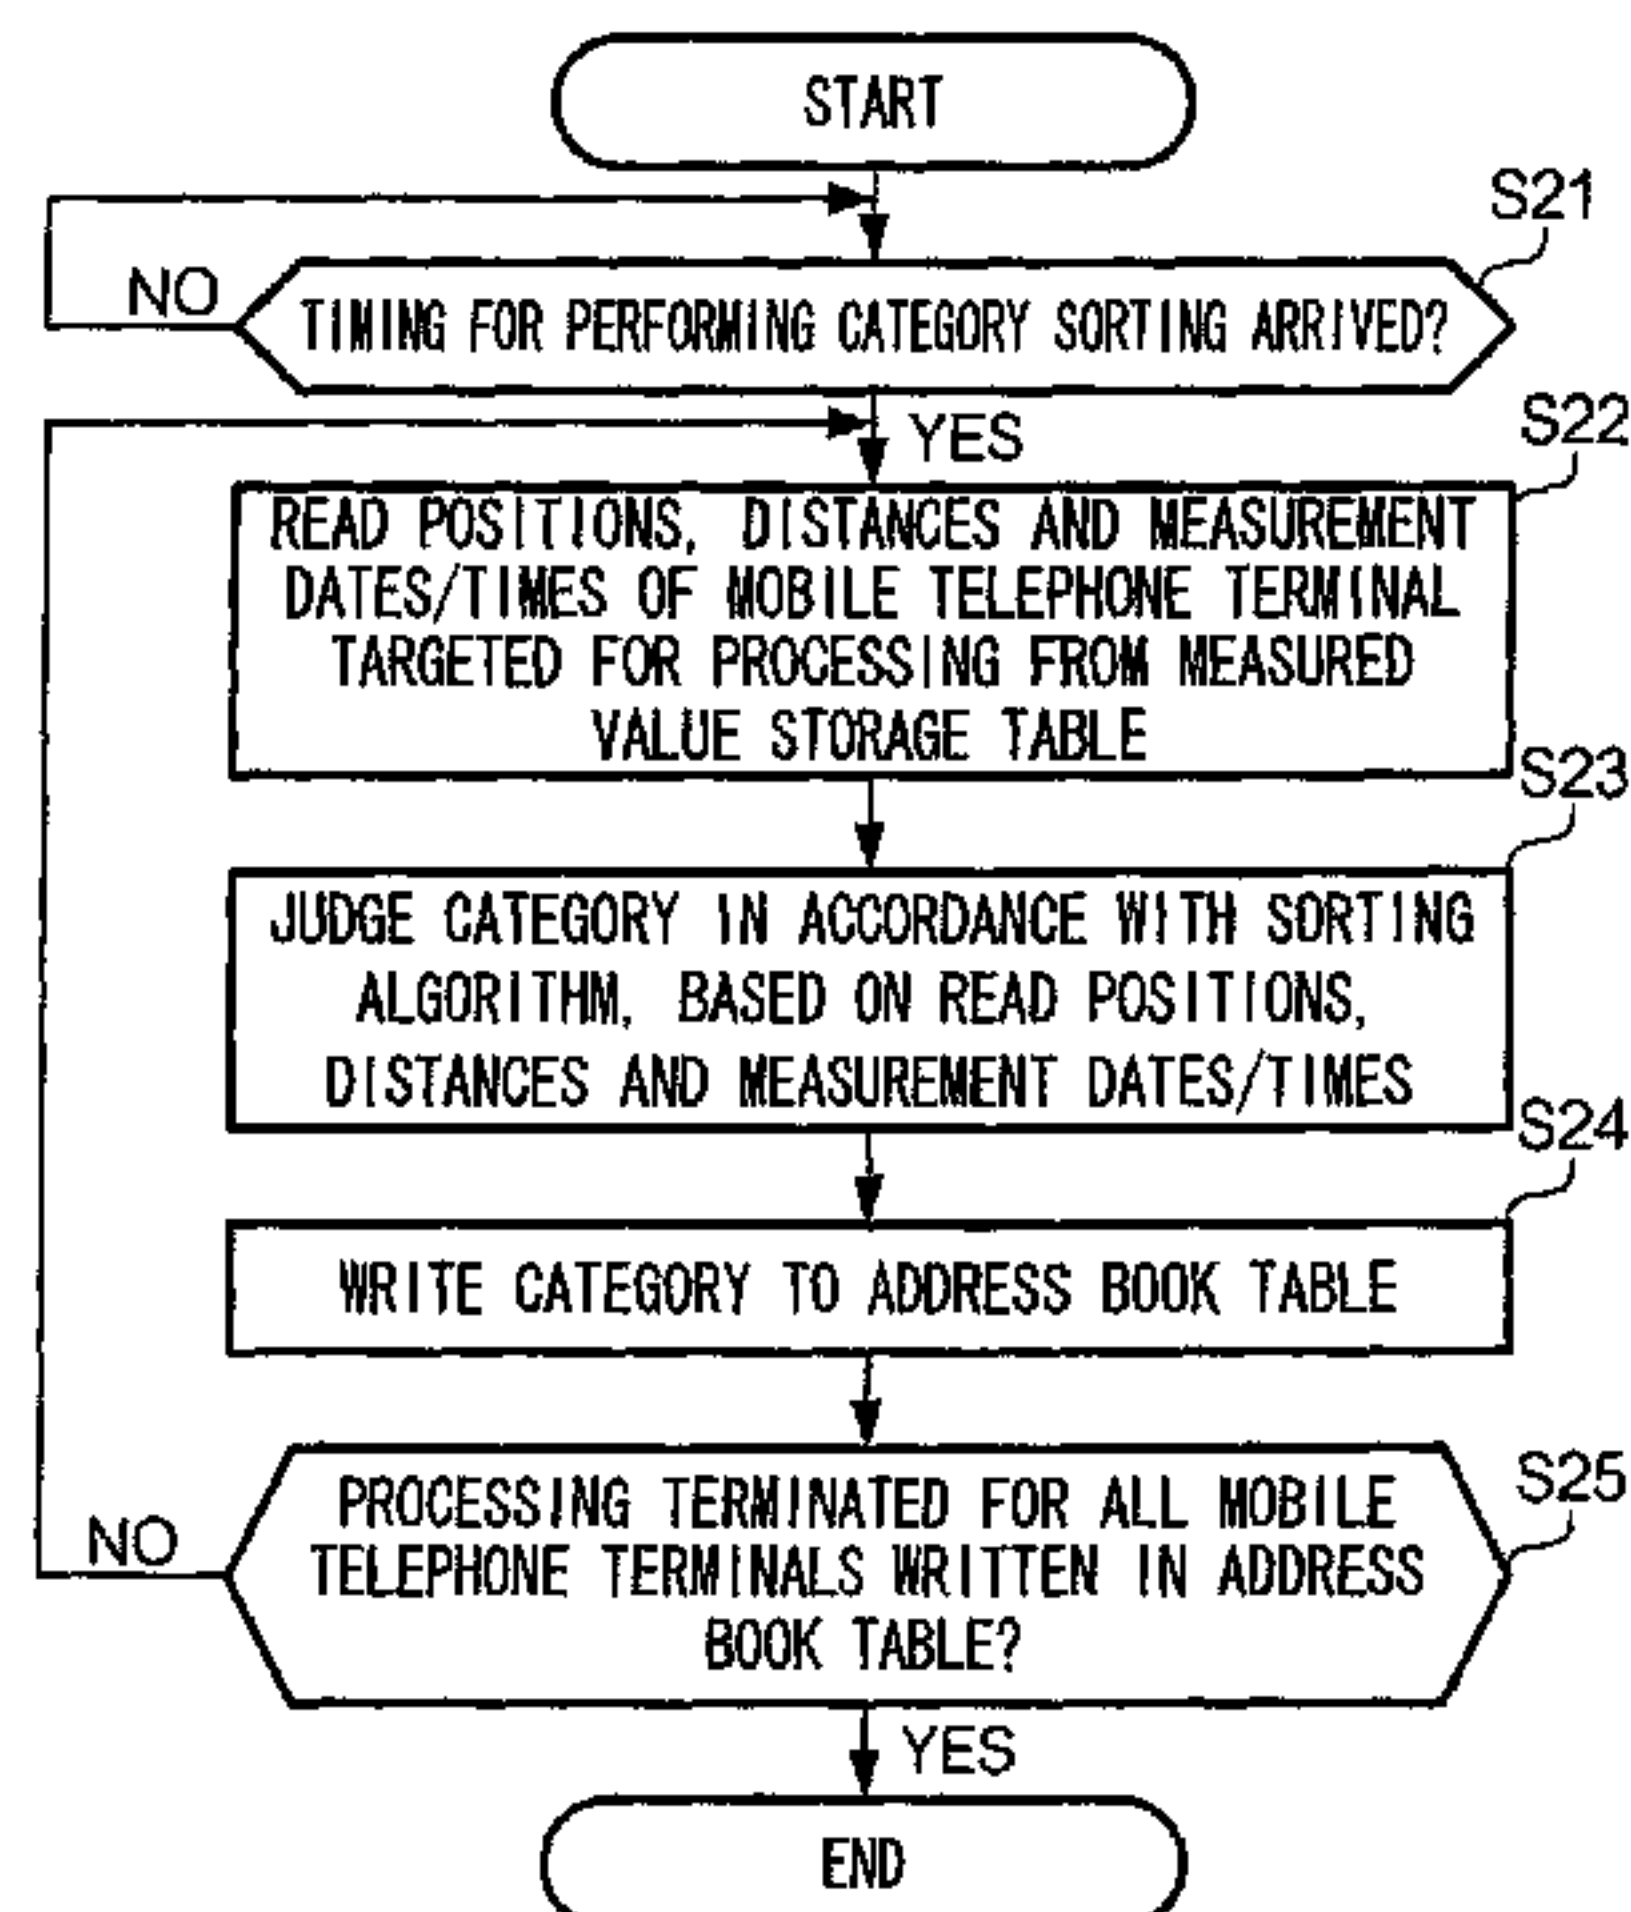 START
S21
NO
TIMING FOR PERFORMING CATEGORY SORTING ARRIVED?
YES
S22
READ POSITIONS, DISTANCES AND MEASUREMENT
DATES/TIMES OF MOBILE TELEPHONE TERMINAL
TARGETED FOR PROCESSING FROM MEASURED
VALUE STORAGE TABLE
S23
JUDGE CATEGORY IN ACCORDANCE WITH SORTING
ALGORITHM, BASED ON READ POSITIONS,
DISTANCES AND MEASUREMENT DATES/TIMES
S24
WRITE CATEGORY TO ADDRESS BOOK TABLE
S25
NO
PROCESSING TERMINATED FOR ALL MOBILE
TELEPHONE TERMINALS WRITTEN IN ADDRESS
BOOK TABLE?
YES
END